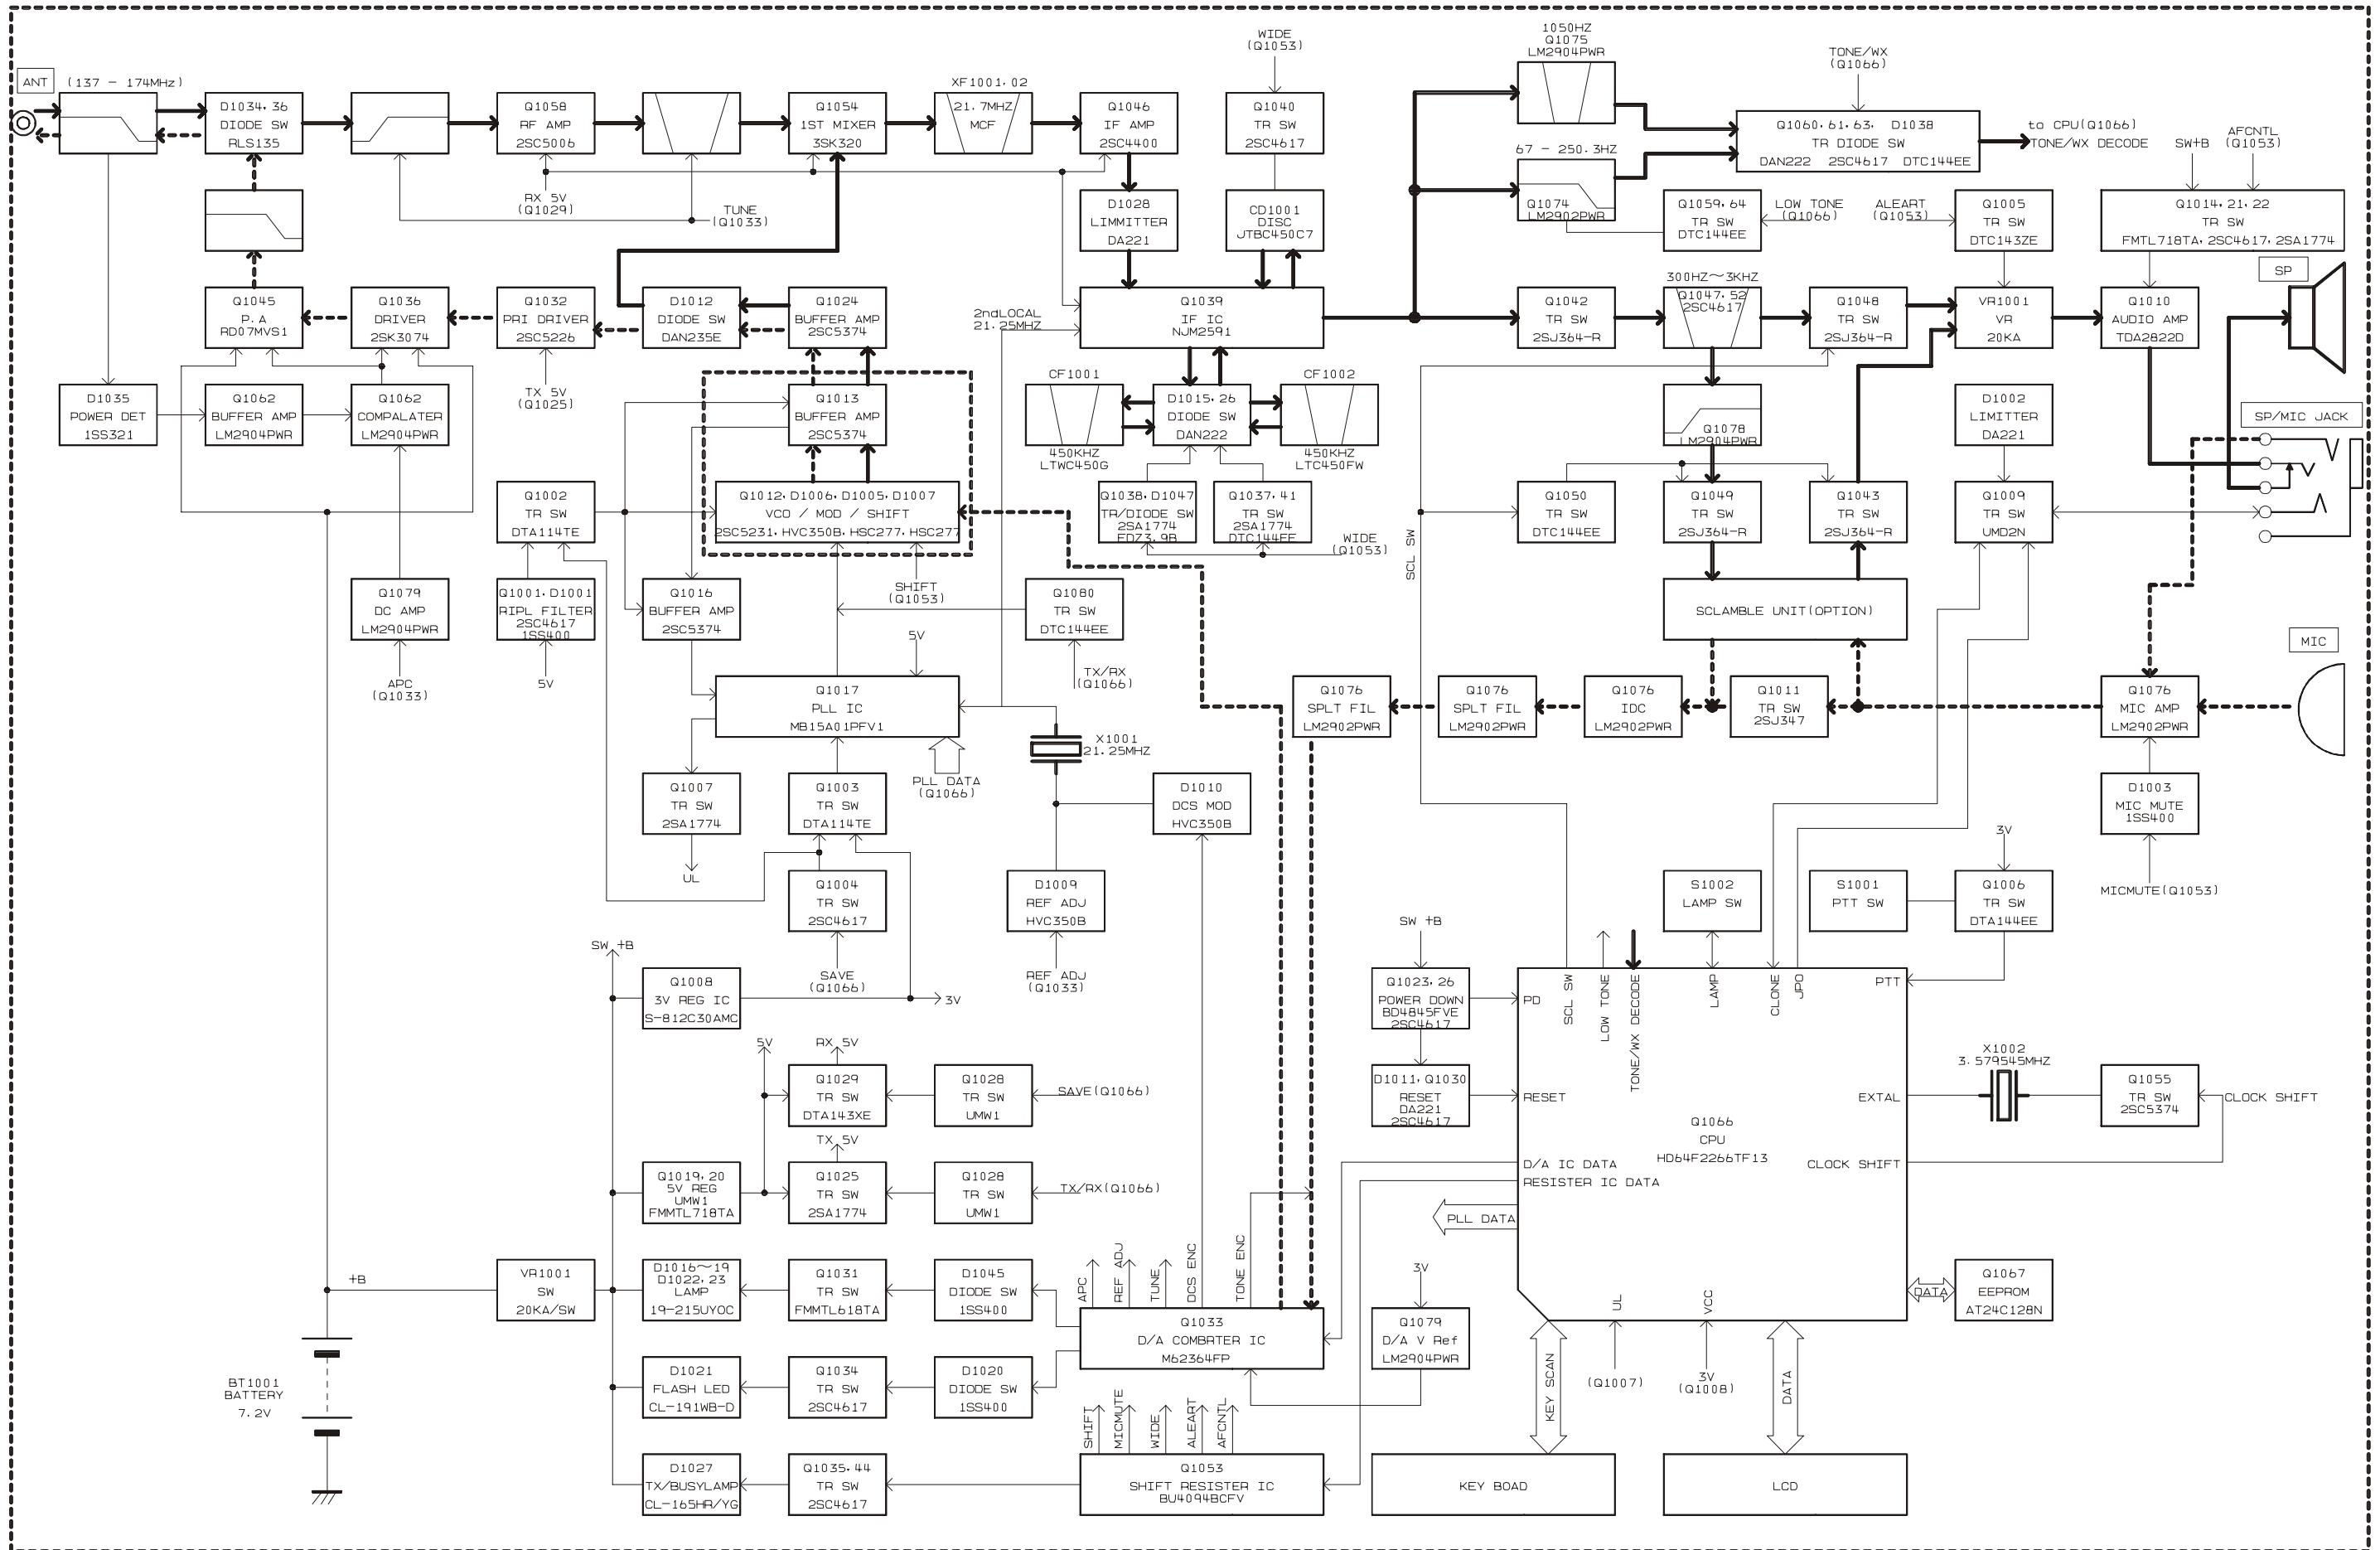 ANT
(137 - 174MHz)
D1034,36
DIODE SW
RLS135
Q1058
RF AMP
2SC5006
Q1054
1ST MIXER
3SK320
XF1001,02
21.7MHZ
MCF
Q1046
IF AMP
2SC4400
WIDE
(Q1053)
Q1040
TR SW
2SC4617
1050HZ
Q1075
LM2904PWR
TONE/WX
(Q1066)
Q1060,61,63, D1038
TR DIODE SW
DAN222 2SC4617 DTC144EE
to CPU(Q1066)
TONE/WX DECODE
SW+B
AFCNTL
(Q1053)
67 - 250.3HZ
Q1074
LM2902PWR
RX 5V
(Q1029)
TUNE
(Q1033)
D1028
LIMMITTER
DA221
CD1001
DISC
JTBC450C7
Q1059,64
TR SW
DTC144EE
LOW TONE
(Q1066)
ALEART
(Q1053)
Q1005
TR SW
DTC143ZE
Q1014,21,22
TR SW
FMTL718TA,2SC4617,2SA1774
SP
Q1045
P.A
RD07MVS1
Q1036
DRIVER
2SK3074
Q1032
PRI DRIVER
2SC5226
D1012
DIODE SW
DAN235E
Q1024
BUFFER AMP
2SC5374
2ndLOCAL
21.25MHZ
Q1039
IF IC
NJM2591
Q1042
TR SW
2SJ364-R
300HZ~3KHZ
Q1047,52
2SC4617
Q1048
TR SW
2SJ364-R
VR1001
VR
20KA
Q1010
AUDIO AMP
TDA2822D
D1035
POWER DET
1SS321
Q1062
BUFFER AMP
LM2904PWR
Q1062
COMPALATER
LM2904PWR
TX 5V
(Q1025)
Q1013
BUFFER AMP
2SC5374
CF1001
450KHZ
LTWC450G
D1015,26
DIODE SW
DAN222
CF1002
450KHZ
LTC450FW
Q1078
LM2904PWR
D1002
LIMITTER
DA221
SP/MIC JACK
Q1002
TR SW
DTA114TE
Q1012,D1006,D1005,D1007
VCO / MOD / SHIFT
2SC5231,HVC350B,HSC277,HSC277
Q1038,D1047
TR/DIODE SW
2SA1774
EDZ3.9B
Q1037,41
TR SW
2SA1774
DTC144EE
WIDE
(Q1053)
SCL SW
Q1050
TR SW
DTC144EE
Q1049
TR SW
2SJ364-R
Q1043
TR SW
2SJ364-R
Q1009
TR SW
UMD2N
Q1079
DC AMP
LM2904PWR
APC
(Q1033)
Q1001,D1001
RIPL FILTER
2SC4617
1SS400
5V
Q1016
BUFFER AMP
2SC5374
SHIFT
(Q1053)
Q1080
TR SW
DTC144EE
TX/RX
(Q1066)
SCLAMBLE UNIT(OPTION)
MIC
5V
Q1017
PLL IC
MB15A01PFV1
X1001
21.25MHZ
Q1076
SPLT FIL
LM2902PWR
Q1076
SPLT FIL
LM2902PWR
Q1076
IDC
LM2902PWR
Q1011
TR SW
2SJ347
Q1076
MIC AMP
LM2902PWR
Q1007
TR SW
2SA1774
UL
Q1003
TR SW
DTA114TE
PLL DATA
(Q1066)
D1010
DCS MOD
HVC350B
D1003
MIC MUTE
1SS400
MICMUTE(Q1053)
Q1004
TR SW
2SC4617
SAVE
(Q1066)
D1009
REF ADJ
HVC350B
REF ADJ
(Q1033)
S1002
LAMP SW
S1001
PTT SW
3V
Q1006
TR SW
DTA144EE
SW +B
Q1008
3V REG IC
S-812C30AMC
3V
SW +B
Q1023,26
POWER DOWN
BD4845FVE
2SC4617
PD
SCL SW
LOW TONE
TONE/WX DECODE
LAMP
CLONE
JPO
PTT
5V
RX 5V
Q1029
TR SW
DTA143XE
Q1028
TR SW
UMW1
SAVE(Q1066)
D1011,Q1030
RESET
DA221
2SC4617
RESET
EXTAL
X1002
3.579545MHZ
Q1055
TR SW
2SC5374
CLOCK SHIFT
Q1066
CPU
HD64F2266TF13
TX 5V
Q1019,20
5V REG
UMW1
FMMTL718TA
Q1025
TR SW
2SA1774
Q1028
TR SW
UMW1
TX/RX(Q1066)
D/A IC DATA
RESISTER IC DATA
CLOCK SHIFT
PLL DATA
+B
VR1001
SW
20KA/SW
D1016~19
D1022,23
LAMP
19-215UYOC
Q1031
TR SW
FMMTL618TA
D1045
DIODE SW
1SS400
APC
REF ADJ
TUNE
DCS ENC
TONE ENC
3V
UL
VCC
DATA
Q1067
EEPROM
AT24C128N
Q1033
D/A COMBRTER IC
M62364FP
Q1079
D/A V Ref
LM2904PWR
BT1001
BATTERY
7.2V
D1021
FLASH LED
CL-191WB-D
Q1034
TR SW
2SC4617
D1020
DIODE SW
1SS400
KEY SCAN
(Q1007)
3V
(Q1008)
DATA
SHIFT
MICMUTE
WIDE
ALEART
AFCNTL
D1027
TX/BUSYLAMP
CL-165HR/YG
Q1035,44
TR SW
2SC4617
Q1053
SHIFT RESISTER IC
BU4094BCFV
KEY BOAD
LCD